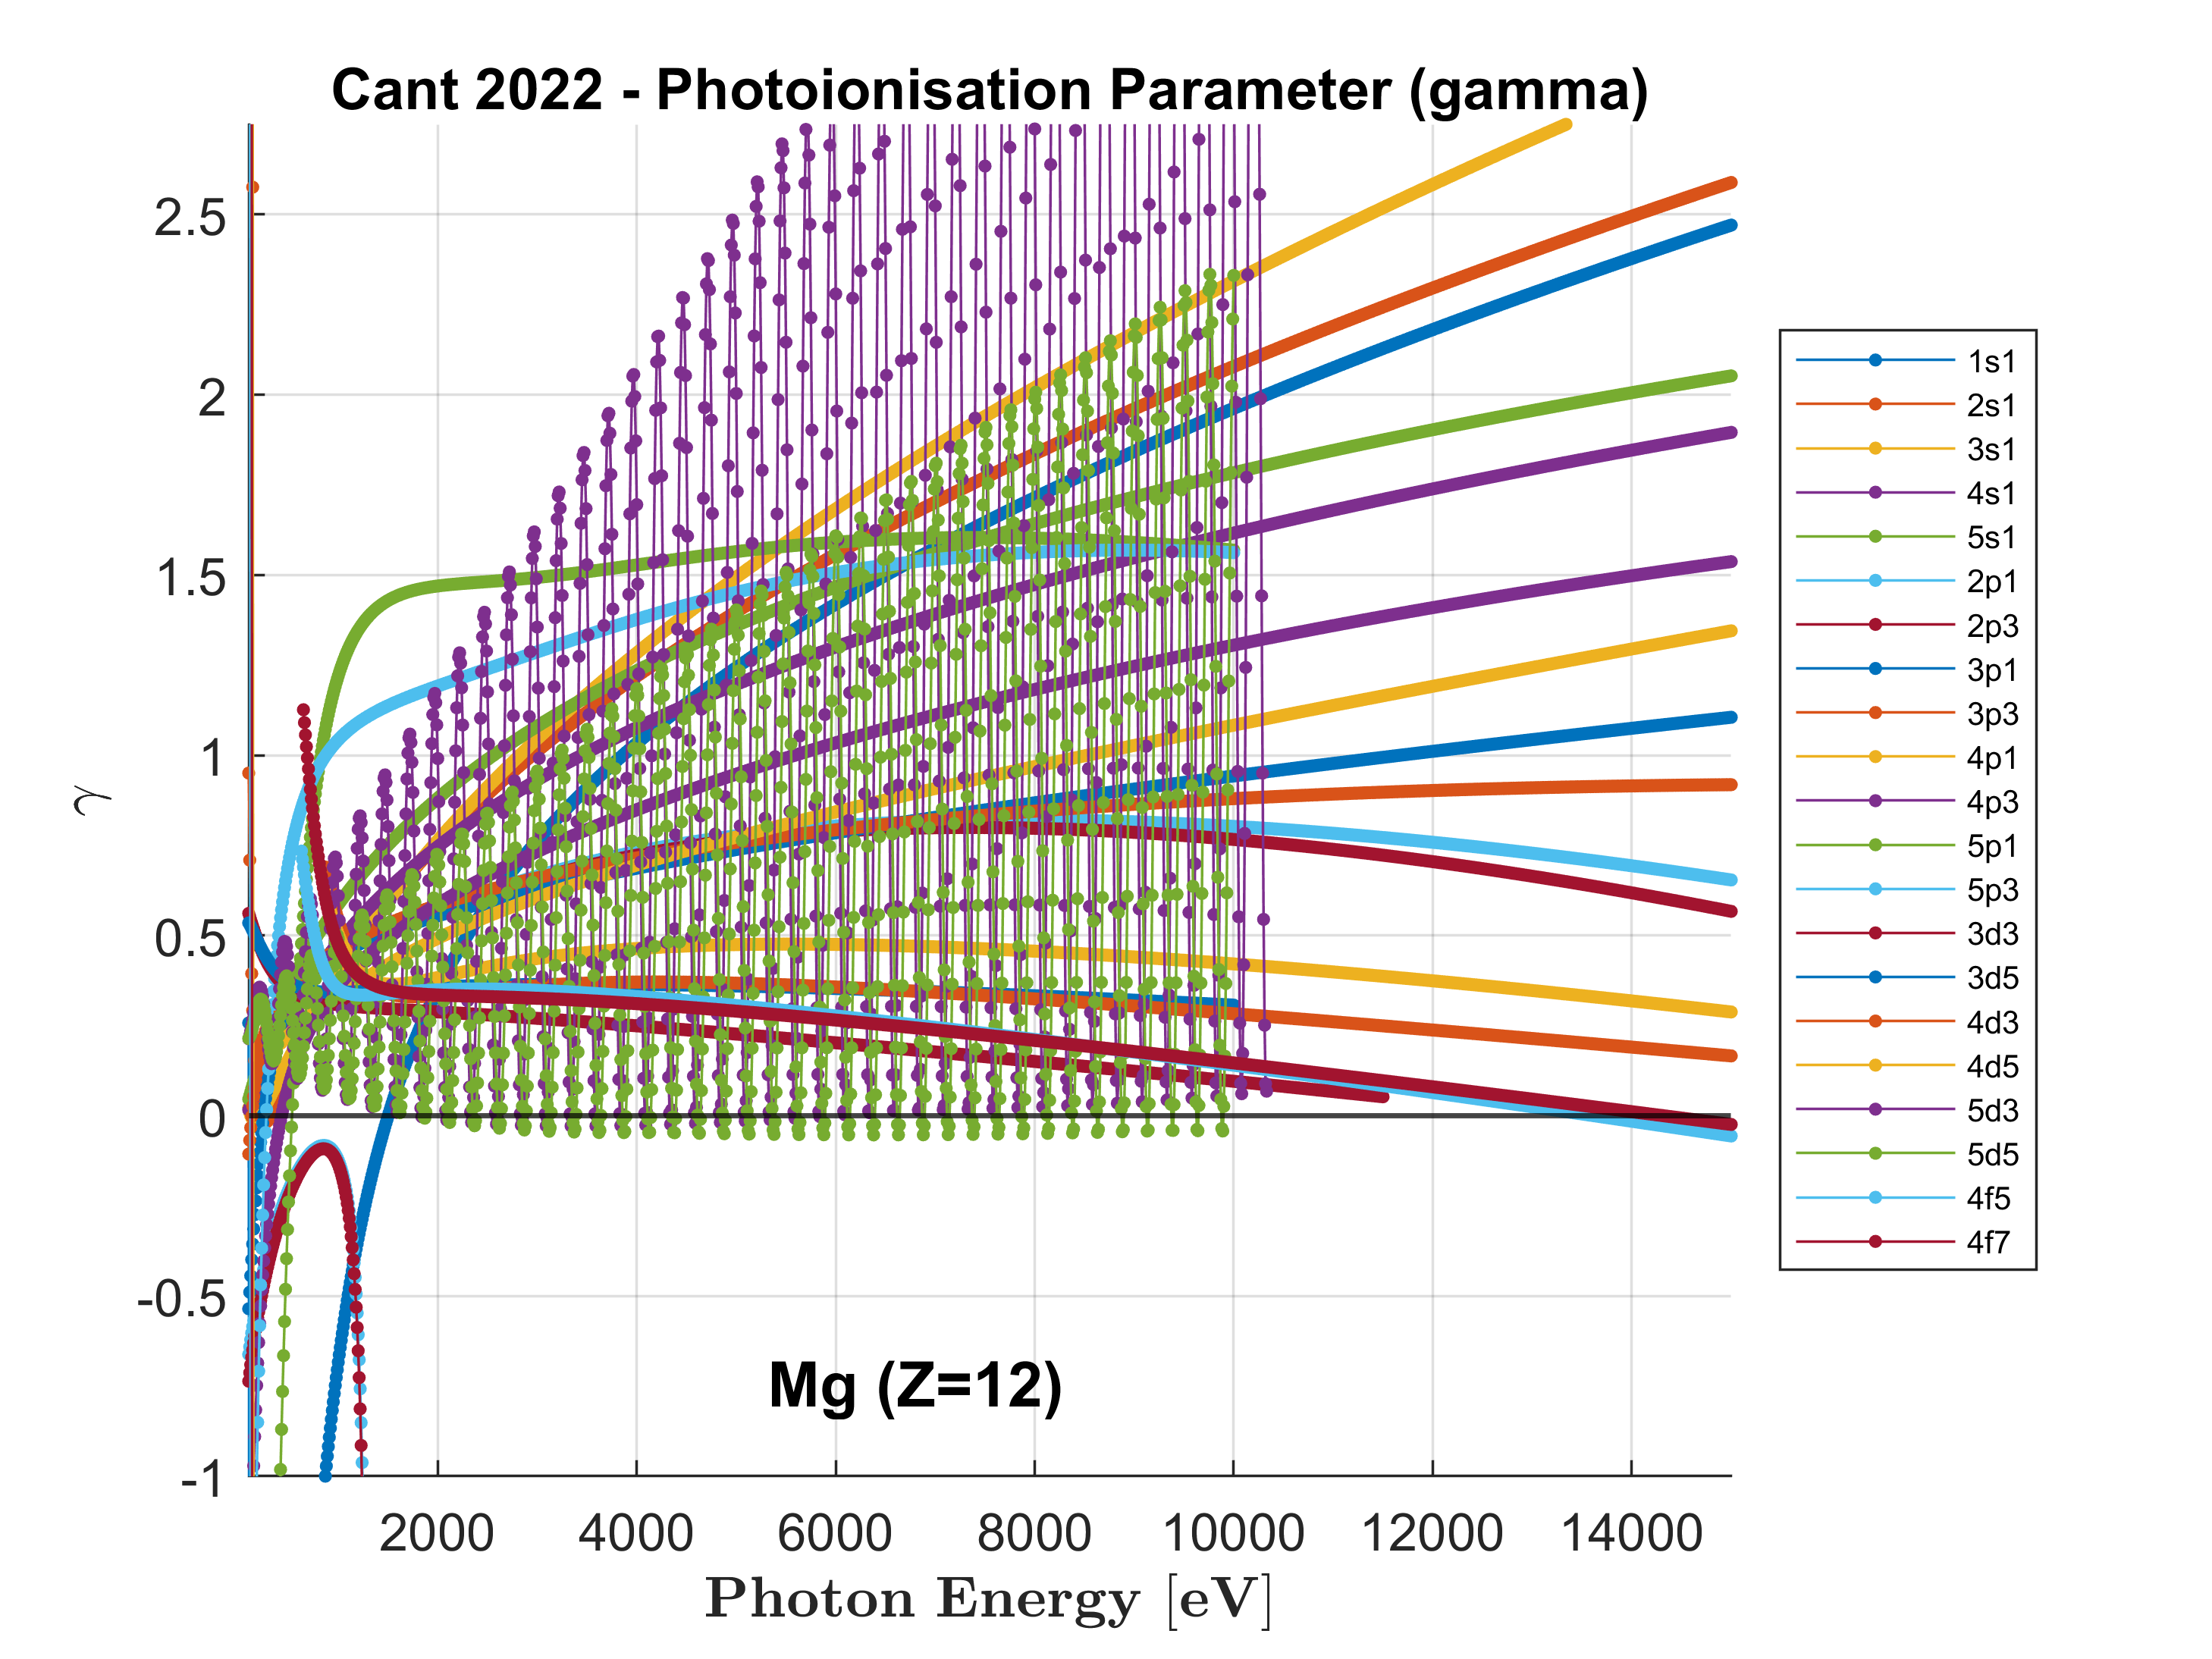 Cant 2022 - Photoionisation Parameter (gamma)
γ
2.5
2
1.5
1
0.5
0
-0.5
-1
2000 4000 6000 8000 10000 12000 14000
Photon Energy [eV]
Mg (Z=12)
1s1
2s1
3s1
4s1
5s1
2p1
2p3
3p1
3p3
4p1
4p3
5p1
5p3
3d3
3d5
4d3
4d5
5d3
5d5
4f5
4f7